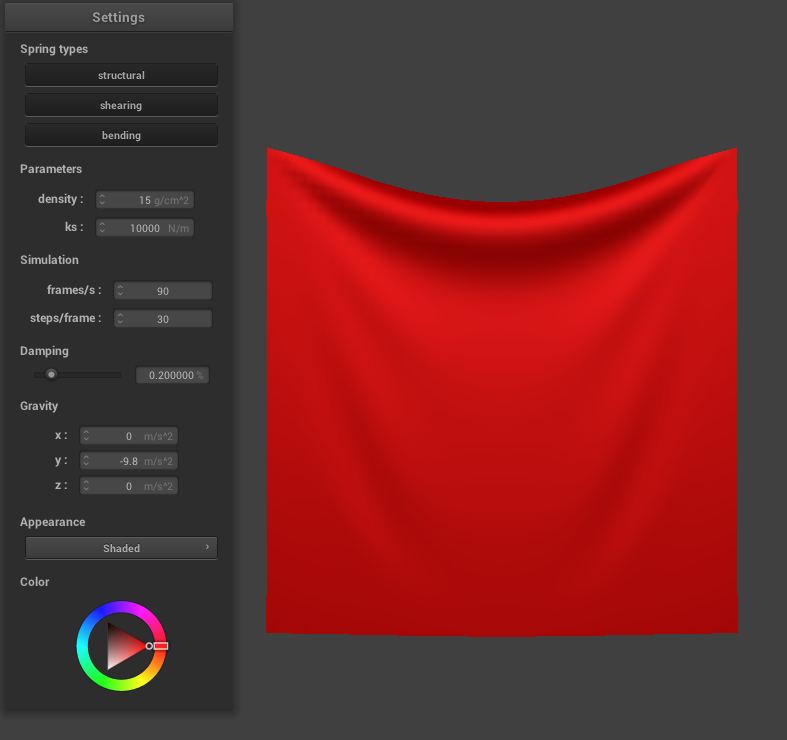 Settings
Spring types
structural
shearing
bending
Parameters
density : 15 g/cm^2
ks : 10000 N/m
Simulation
frames/s : 90
steps/frame : 30
Damping
0.200000 %
Gravity
x : 0 m/s^2
y : -9.8 m/s^2
z : 0 m/s^2
Appearance
Shaded
Color